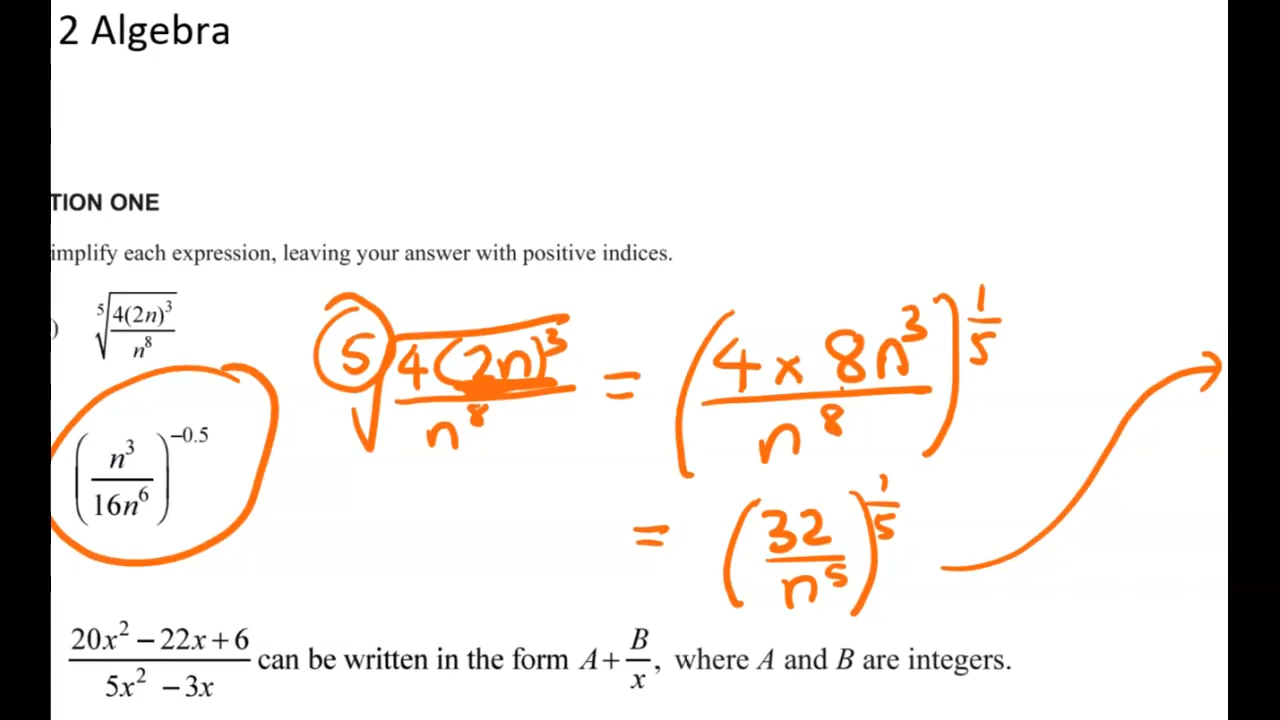 2 Algebra
TION ONE
implify each expression, leaving your answer with positive indices.
) ⁵√(4(2n)³/n⁸)
⁵√(4(2n)³/n⁸) = (4 × 8n³/n⁸)^(1/5)
(n³/16n⁶)^(−0.5)
= (32/n⁵)^(1/5)
(20x² − 22x + 6)/(5x² − 3x) can be written in the form A + B/x, where A and B are integers.